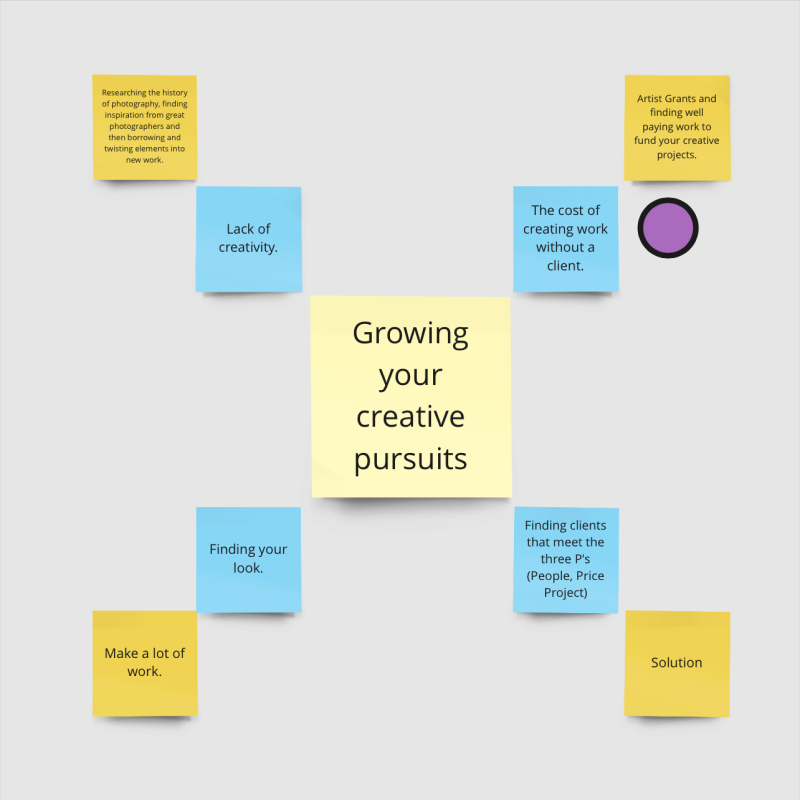 Researching the history
of photography, finding
inspiration from great
photographers and
then borrowing and
twisting elements into
new work.
Artist Grants and
finding well
paying work to
fund your creative
projects.
Lack of
creativity.
The cost of
creating work
without a
client.
Growing
your
creative
pursuits
Finding your
look.
Finding clients
that meet the
three P's
(People, Price
Project)
Make a lot of
work.
Solution